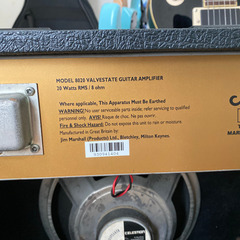 MODEL 8020 VALVESTATE GUITAR AMPLIFIER
20 Watts RMS / 8 ohm
Where applicable, This Apparatus Must Be Earthed
WARNING! No user serviceable parts inside, refer servicing to qualified
personnel only. AVIS! Risque de choc. Ne pas ouvrir.
Fire & Shock Hazard: Do not expose this equipment to rain or moisture.
Manufactured in Great Britain by:
Jim Marshall (Products) Ltd., Bletchley, Milton Keynes.
CELESTION